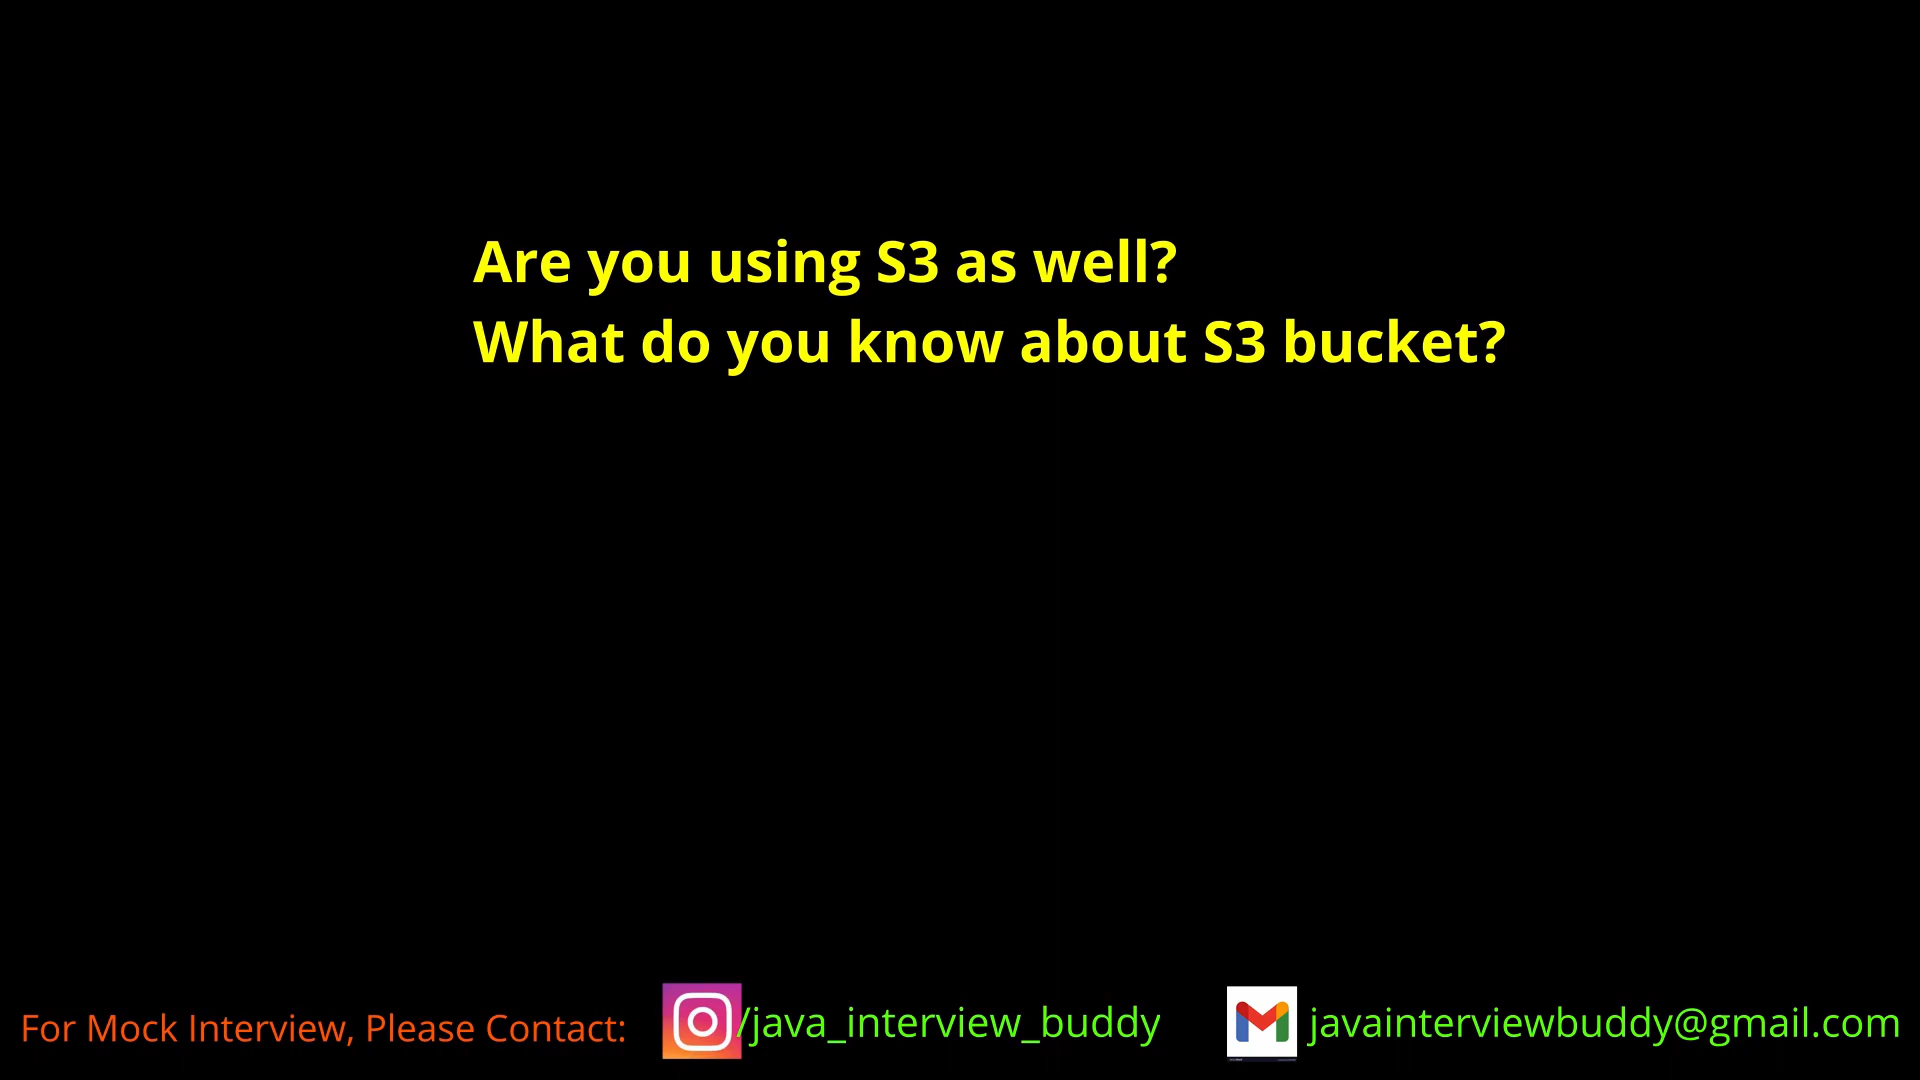 Are you using S3 as well?
What do you know about S3 bucket?
For Mock Interview, Please Contact: /java_interview_buddy javainterviewbuddy@gmail.com